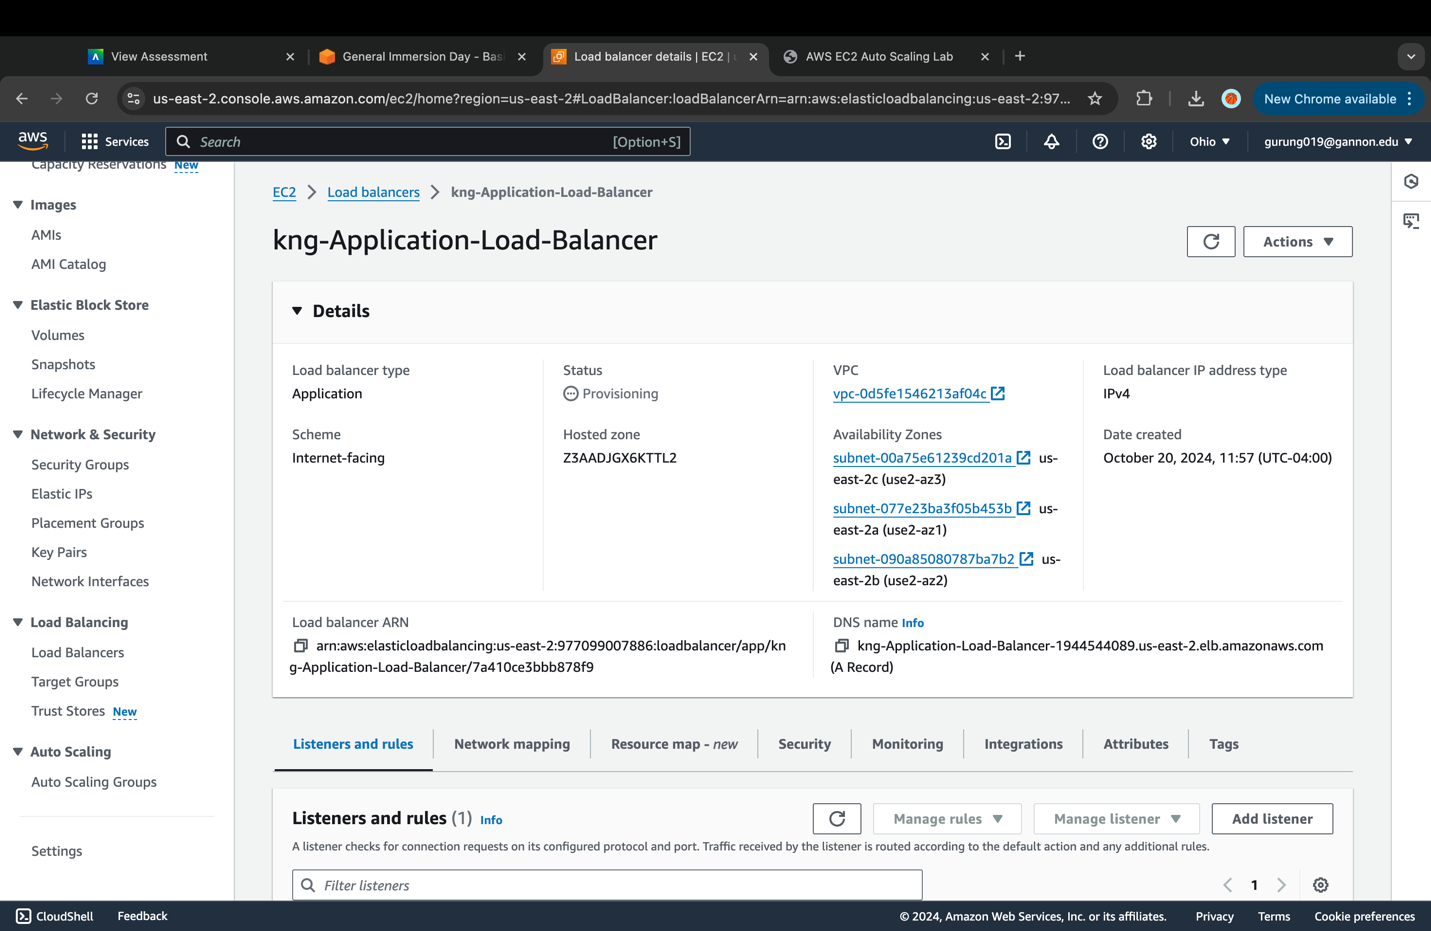 View Assessment
General Immersion Day - Bas
Load balancer details | EC2 |
AWS EC2 Auto Scaling Lab
us-east-2.console.aws.amazon.com/ec2/home?region=us-east-2#LoadBalancer:loadBalancerArn=arn:aws:elasticloadbalancing:us-east-2:97...
New Chrome available
aws
Services
Search
[Option+S]
Ohio
gurung019@gannon.edu
Capacity Reservations New
Images
AMIs
AMI Catalog
Elastic Block Store
Volumes
Snapshots
Lifecycle Manager
Network & Security
Security Groups
Elastic IPs
Placement Groups
Key Pairs
Network Interfaces
Load Balancing
Load Balancers
Target Groups
Trust Stores New
Auto Scaling
Auto Scaling Groups
Settings
EC2 > Load balancers > kng-Application-Load-Balancer
kng-Application-Load-Balancer
Actions
Details
Load balancer type
Application
Status
Provisioning
VPC
vpc-0d5fe1546213af04c
Load balancer IP address type
IPv4
Scheme
Internet-facing
Hosted zone
Z3AADJGX6KTTL2
Availability Zones
subnet-00a75e61239cd201a us-
east-2c (use2-az3)
subnet-077e23ba3f05b453b us-
east-2a (use2-az1)
subnet-090a85080787ba7b2 us-
east-2b (use2-az2)
Date created
October 20, 2024, 11:57 (UTC-04:00)
Load balancer ARN
arn:aws:elasticloadbalancing:us-east-2:977099007886:loadbalancer/app/kn
g-Application-Load-Balancer/7a410ce3bbb878f9
DNS name Info
kng-Application-Load-Balancer-1944544089.us-east-2.elb.amazonaws.com
(A Record)
Listeners and rules
Network mapping
Resource map - new
Security
Monitoring
Integrations
Attributes
Tags
Listeners and rules (1) Info
Manage rules
Manage listener
Add listener
A listener checks for connection requests on its configured protocol and port. Traffic received by the listener is routed according to the default action and any additional rules.
Filter listeners
1
CloudShell
Feedback
© 2024, Amazon Web Services, Inc. or its affiliates.
Privacy
Terms
Cookie preferences